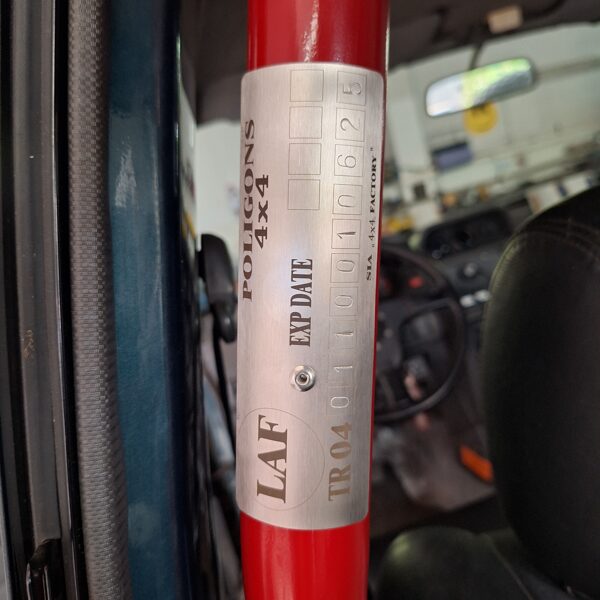 POLIGONS
4x4
LAF
EXP DATE
TR 04 0110010625
SIA „4x4 FACTORY"